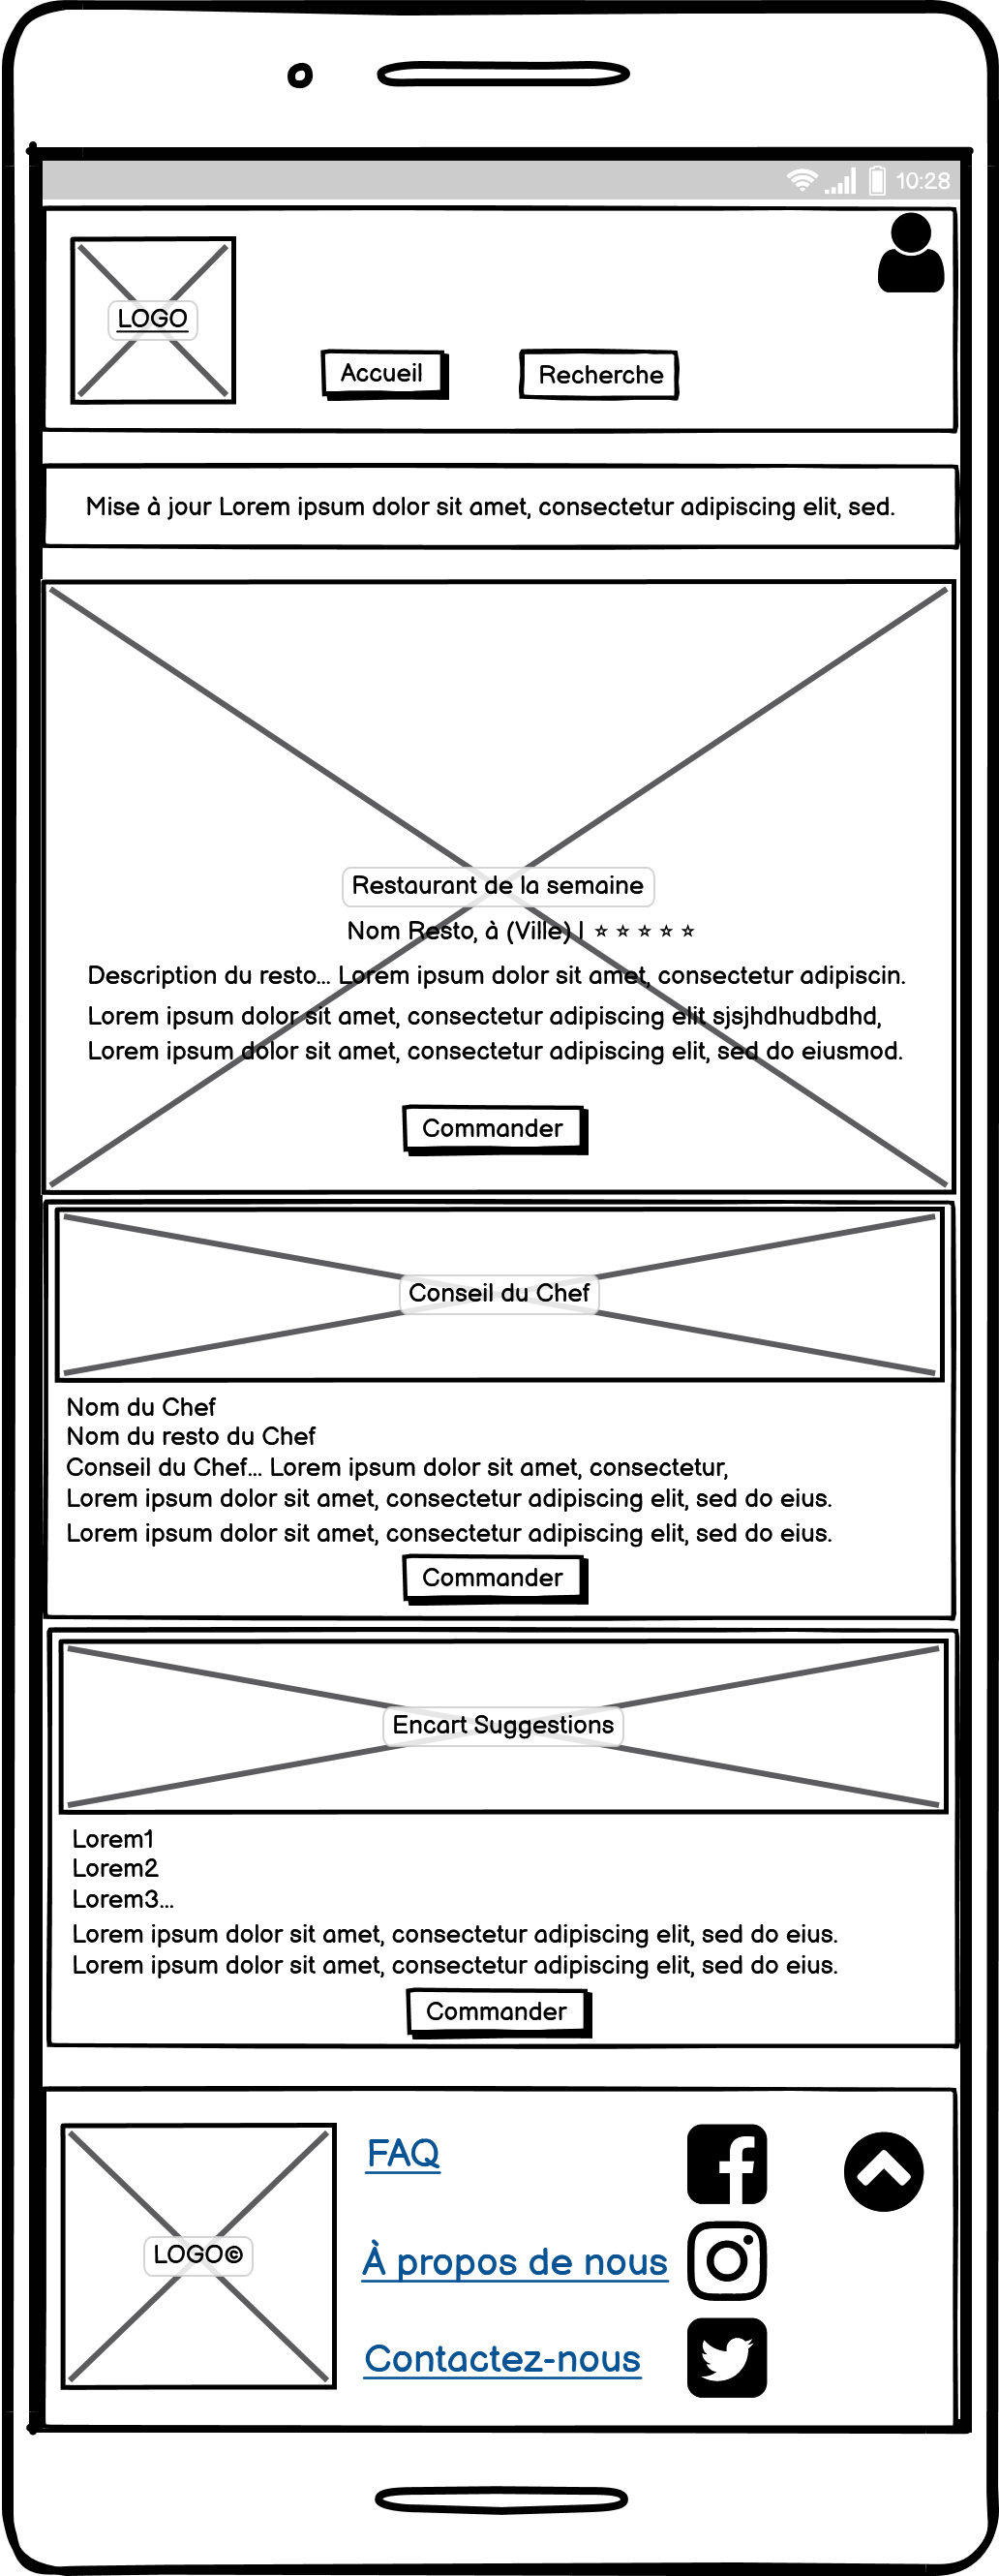 10:28
LOGO
Accueil
Recherche
Mise à jour Lorem ipsum dolor sit amet, consectetur adipiscing elit, sed.
Restaurant de la semaine
Nom Resto, à (Ville) | ☆ ☆ ☆ ☆ ☆
Description du resto... Lorem ipsum dolor sit amet, consectetur adipiscin.
Lorem ipsum dolor sit amet, consectetur adipiscing elit sjsjhdhudbdhd,
Lorem ipsum dolor sit amet, consectetur adipiscing elit, sed do eiusmod.
Commander
Conseil du Chef
Nom du Chef
Nom du resto du Chef
Conseil du Chef... Lorem ipsum dolor sit amet, consectetur,
Lorem ipsum dolor sit amet, consectetur adipiscing elit, sed do eius.
Lorem ipsum dolor sit amet, consectetur adipiscing elit, sed do eius.
Commander
Encart Suggestions
Lorem1
Lorem2
Lorem3...
Lorem ipsum dolor sit amet, consectetur adipiscing elit, sed do eius.
Lorem ipsum dolor sit amet, consectetur adipiscing elit, sed do eius.
Commander
LOGO©
FAQ
À propos de nous
Contactez-nous